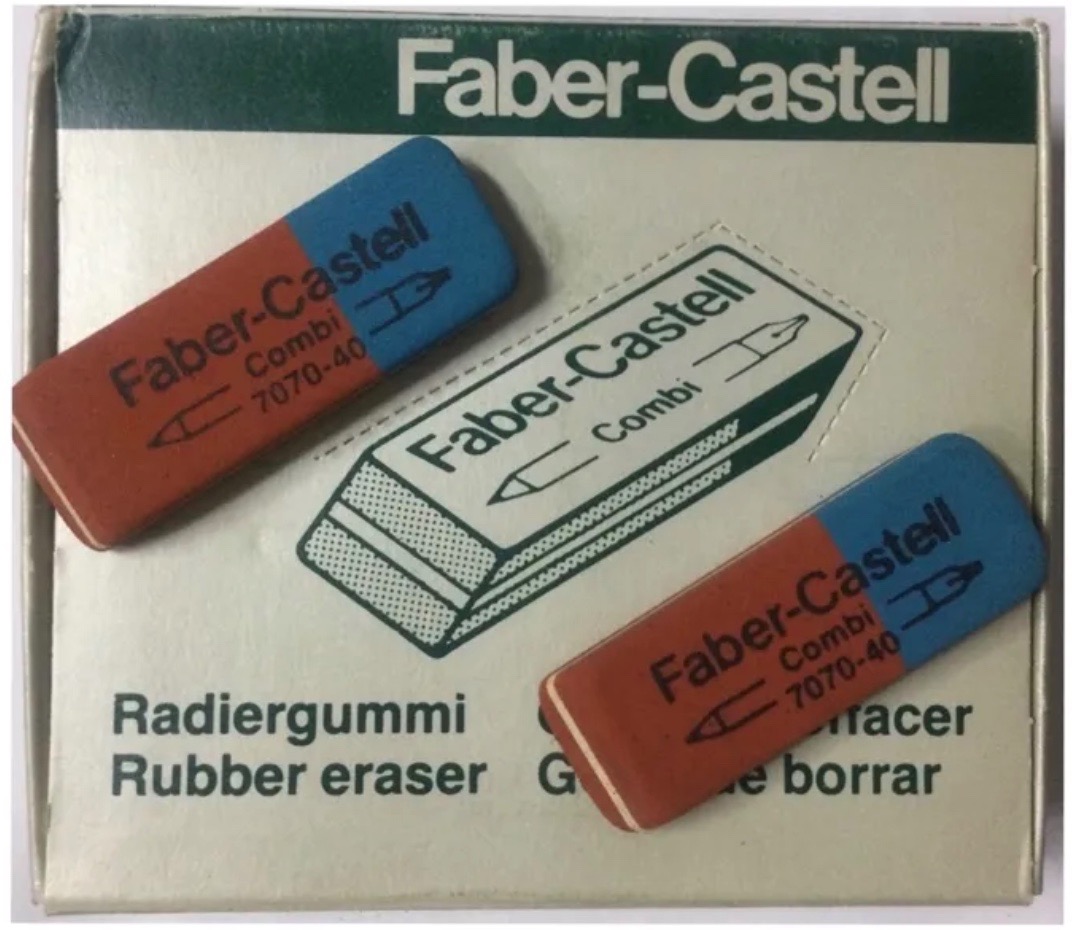 Faber-Castell
Faber-Castell
Combi
7070-40
Faber-Castell
Combi
Faber-Castell
Combi
7070-40
Radiergummi
Rubber eraser
borrar